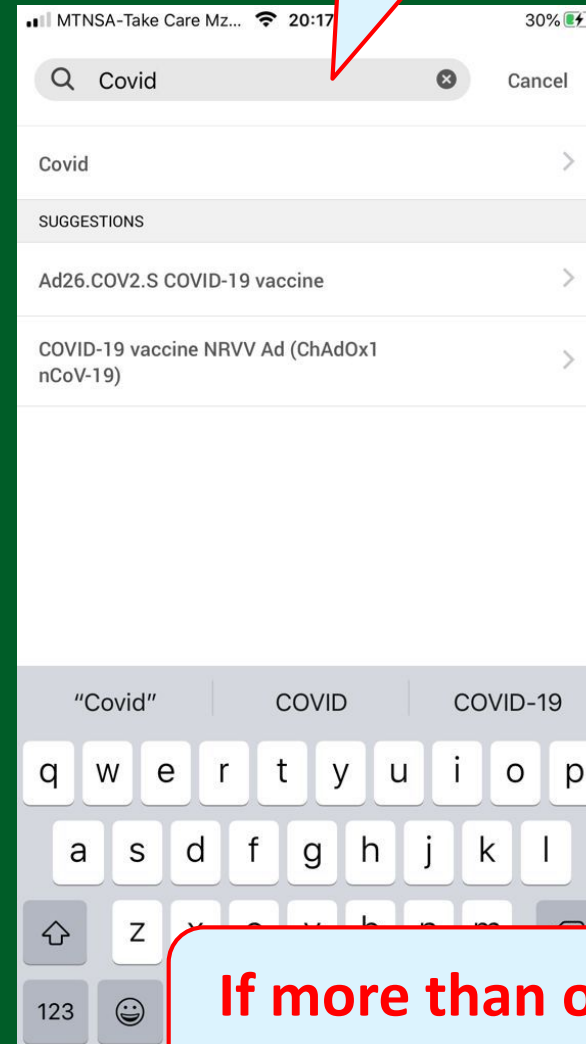 MTNSA-Take Care Mz... 20:17 30%
Covid Cancel
Covid
SUGGESTIONS
Ad26.COV2.S COVID-19 vaccine
COVID-19 vaccine NRVV Ad (ChAdOx1
nCoV-19)
"Covid" COVID COVID-19
q w e r t y u i o p
a s d f g h j k l
z
123
If more than